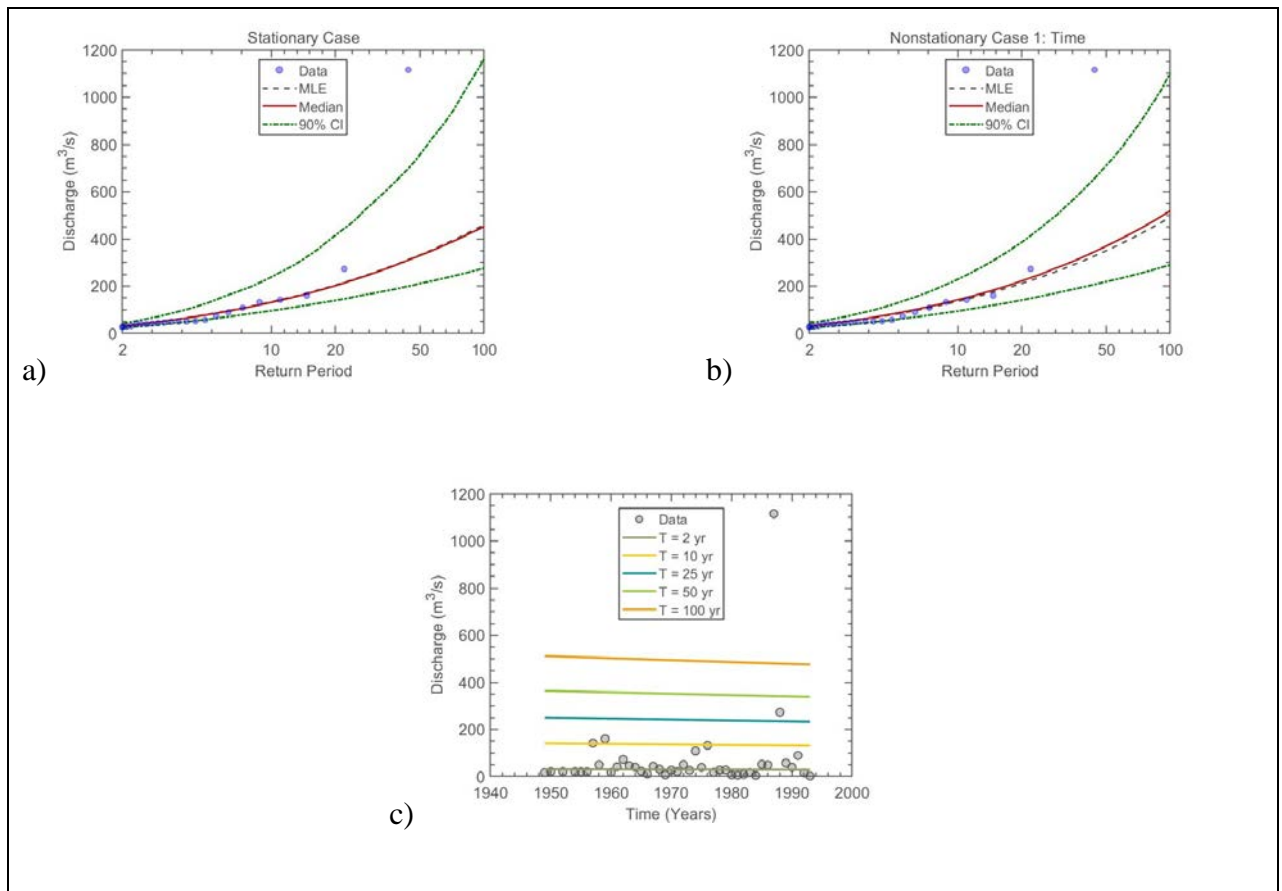 Stationary Case
1200
1000
800
600
400
200
0
Discharge (m³/s)
Data
MLE
Median
90% CI
2 10 20 50 100
Return Period
a)
Nonstationary Case 1: Time
1200
1000
800
600
400
200
0
Discharge (m³/s)
Data
MLE
Median
90% CI
2 10 20 50 100
Return Period
b)
1200
1000
800
600
400
200
0
Discharge (m³/s)
Data
T = 2 yr
T = 10 yr
T = 25 yr
T = 50 yr
T = 100 yr
1940 1950 1960 1970 1980 1990 2000
Time (Years)
c)